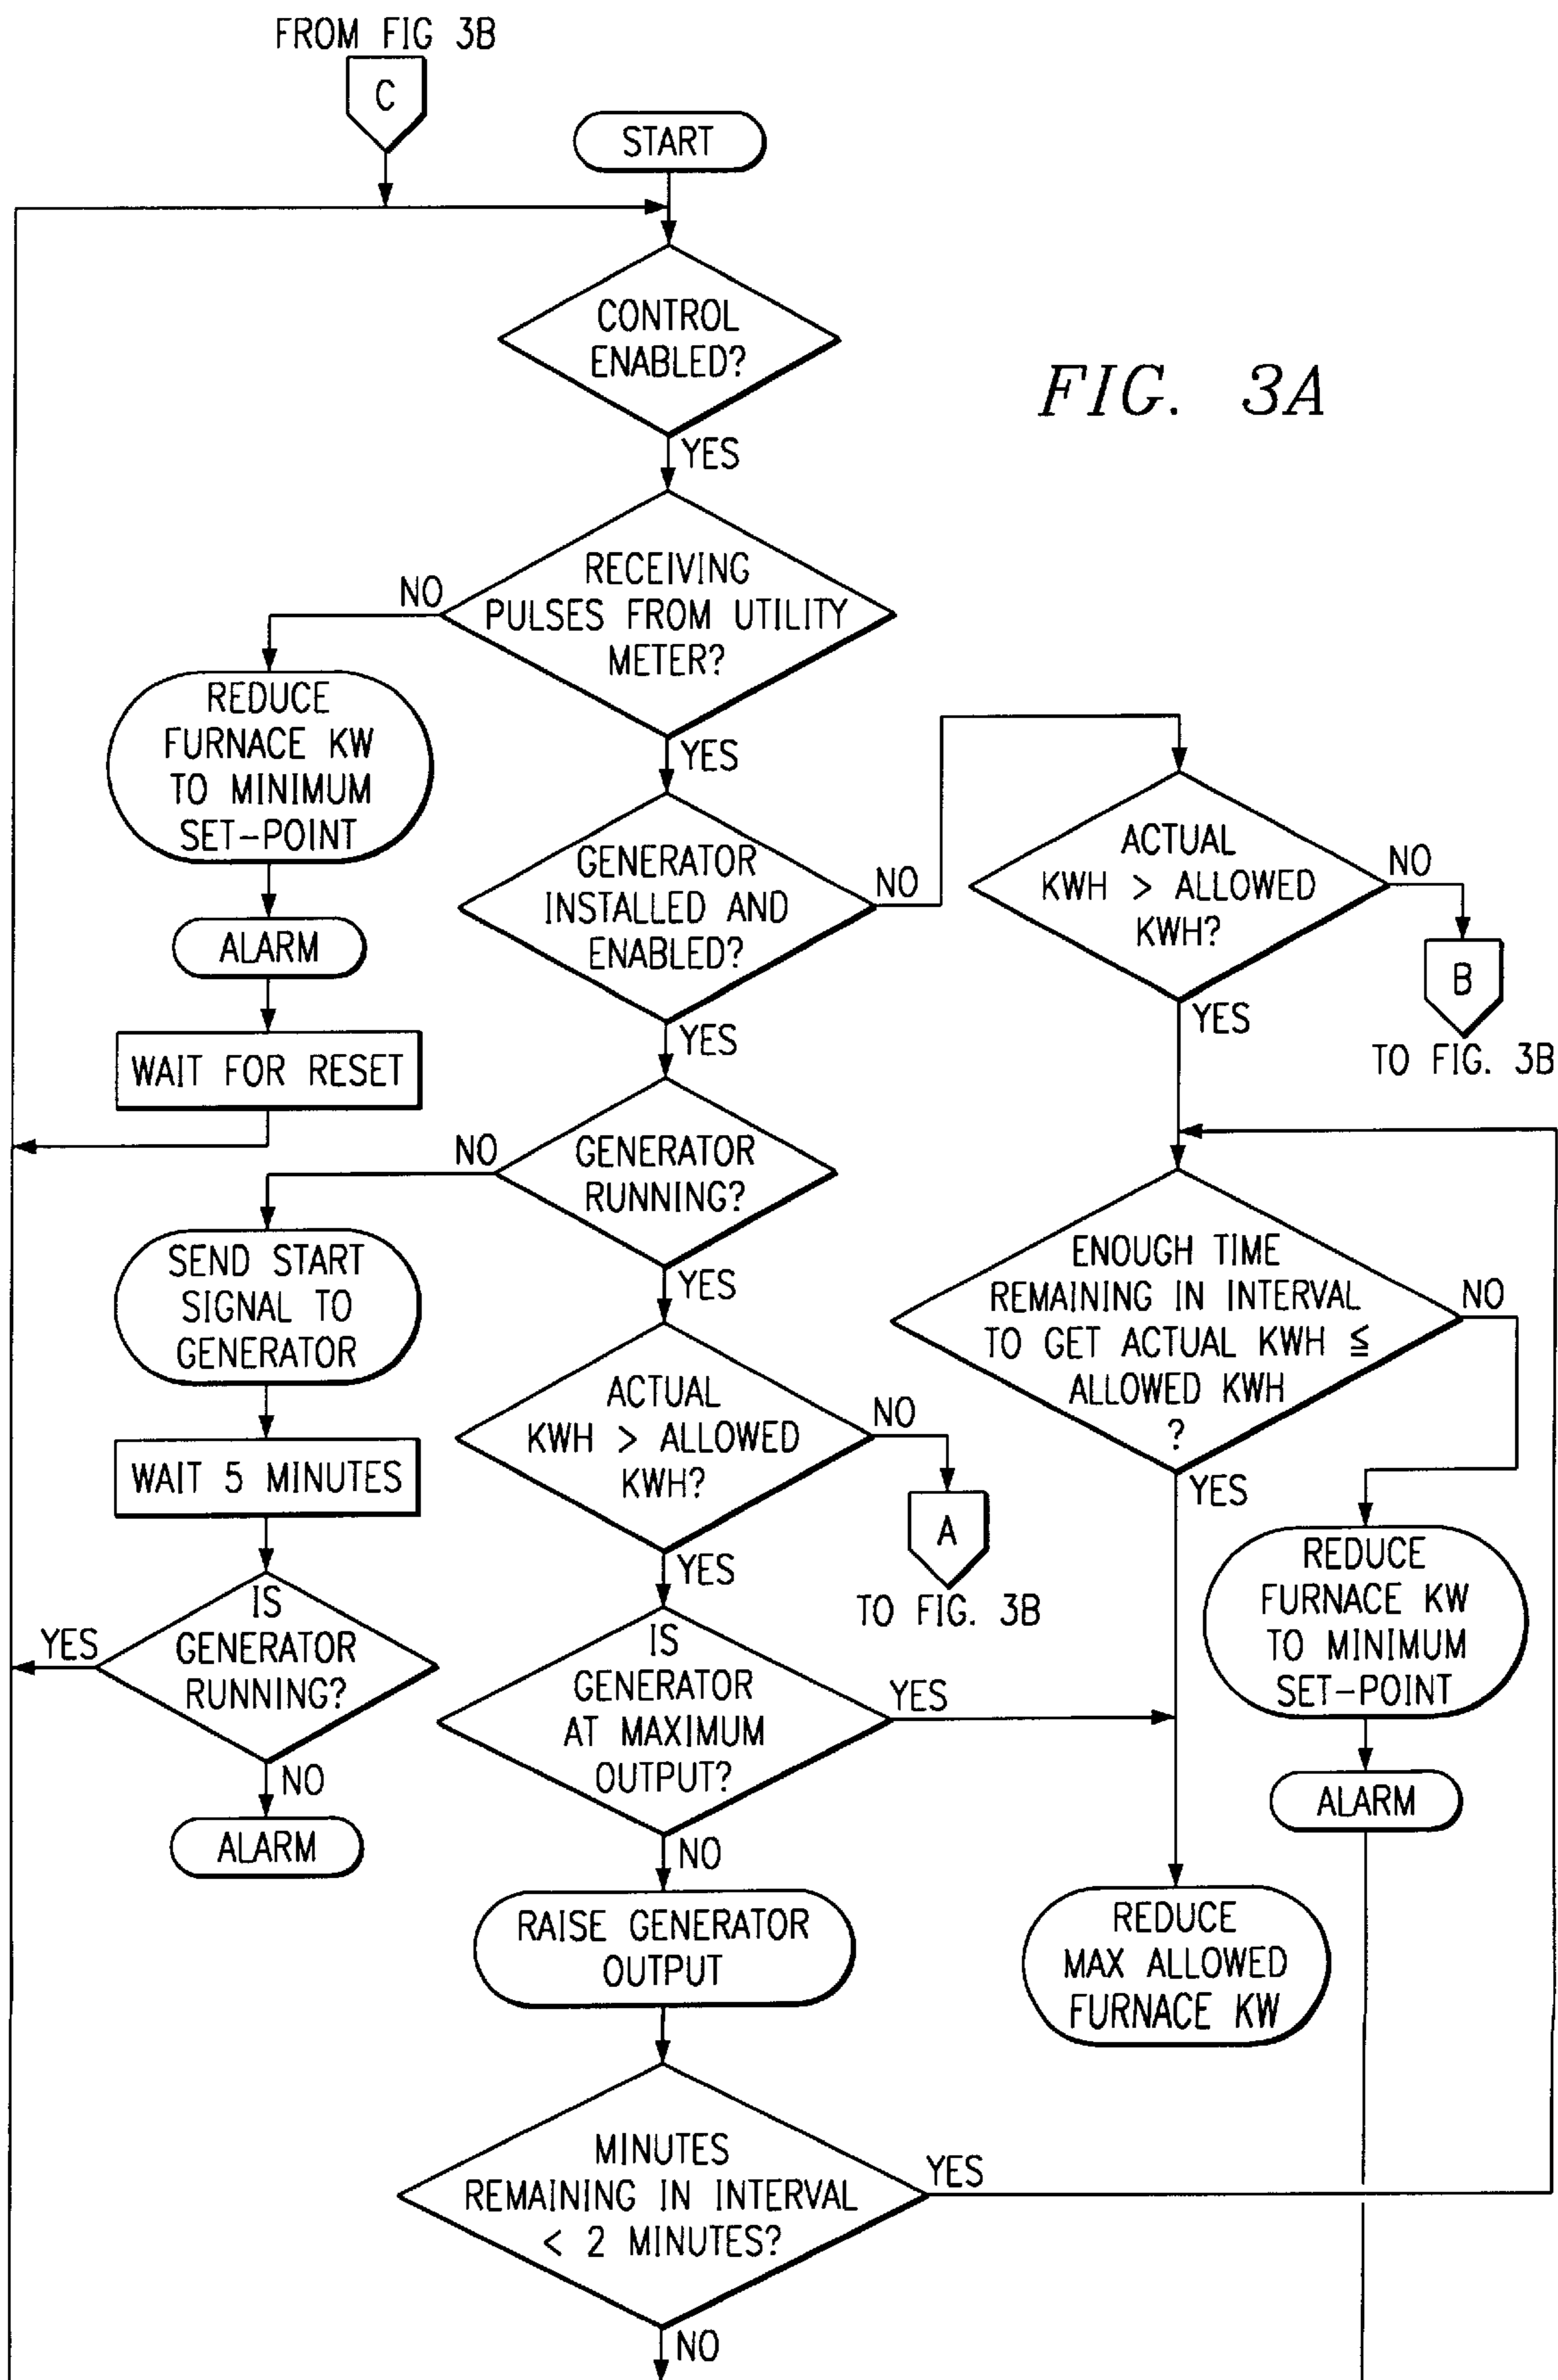 FROM FIG 3B
C
START
CONTROL
ENABLED?
FIG. 3A
YES
RECEIVING
PULSES FROM UTILITY
METER?
NO
YES
REDUCE
FURNACE KW
TO MINIMUM
SET-POINT
ALARM
WAIT FOR RESET
GENERATOR
INSTALLED AND
ENABLED?
NO
YES
ACTUAL
KWH > ALLOWED
KWH?
NO
B
TO FIG. 3B
YES
GENERATOR
RUNNING?
NO
YES
SEND START
SIGNAL TO
GENERATOR
WAIT 5 MINUTES
IS
GENERATOR
RUNNING?
YES
NO
ALARM
ENOUGH TIME
REMAINING IN INTERVAL
TO GET ACTUAL KWH ≦
ALLOWED KWH
?
NO
YES
ACTUAL
KWH > ALLOWED
KWH?
NO
A
TO FIG. 3B
YES
IS
GENERATOR
AT MAXIMUM
OUTPUT?
YES
NO
REDUCE
FURNACE KW
TO MINIMUM
SET-POINT
ALARM
RAISE GENERATOR
OUTPUT
REDUCE
MAX ALLOWED
FURNACE KW
MINUTES
REMAINING IN INTERVAL
< 2 MINUTES?
YES
NO